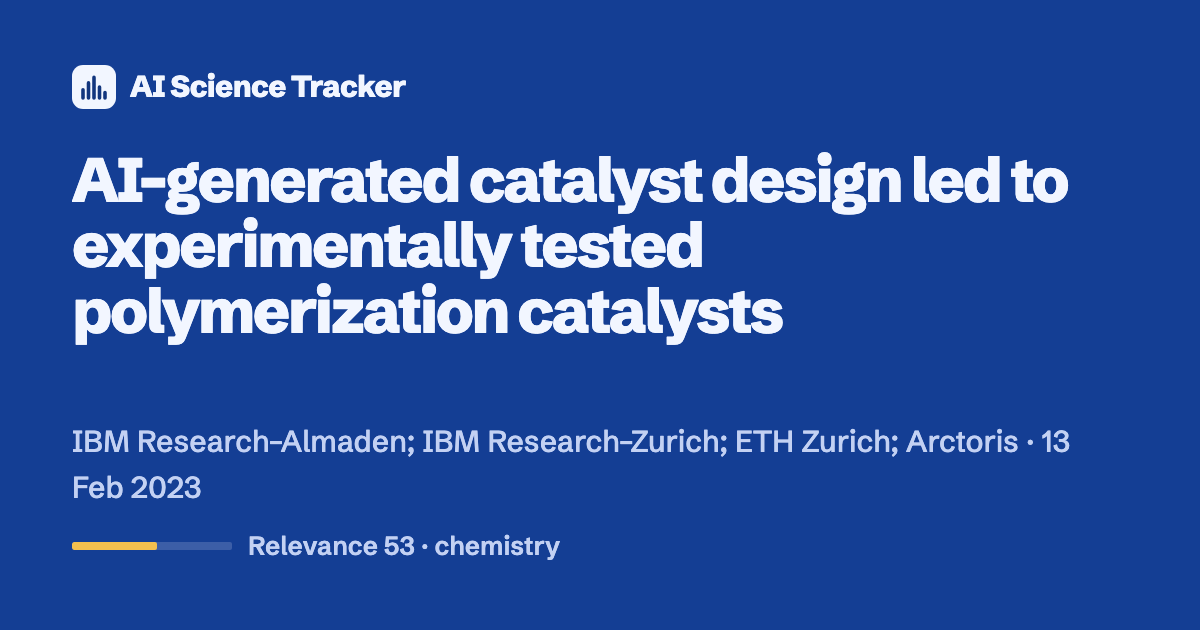 AI Science Tracker
AI-generated catalyst design led to
experimentally tested
polymerization catalysts
IBM Research-Almaden; IBM Research-Zurich; ETH Zurich; Arctoris · 13
Feb 2023
Relevance 53 · chemistry